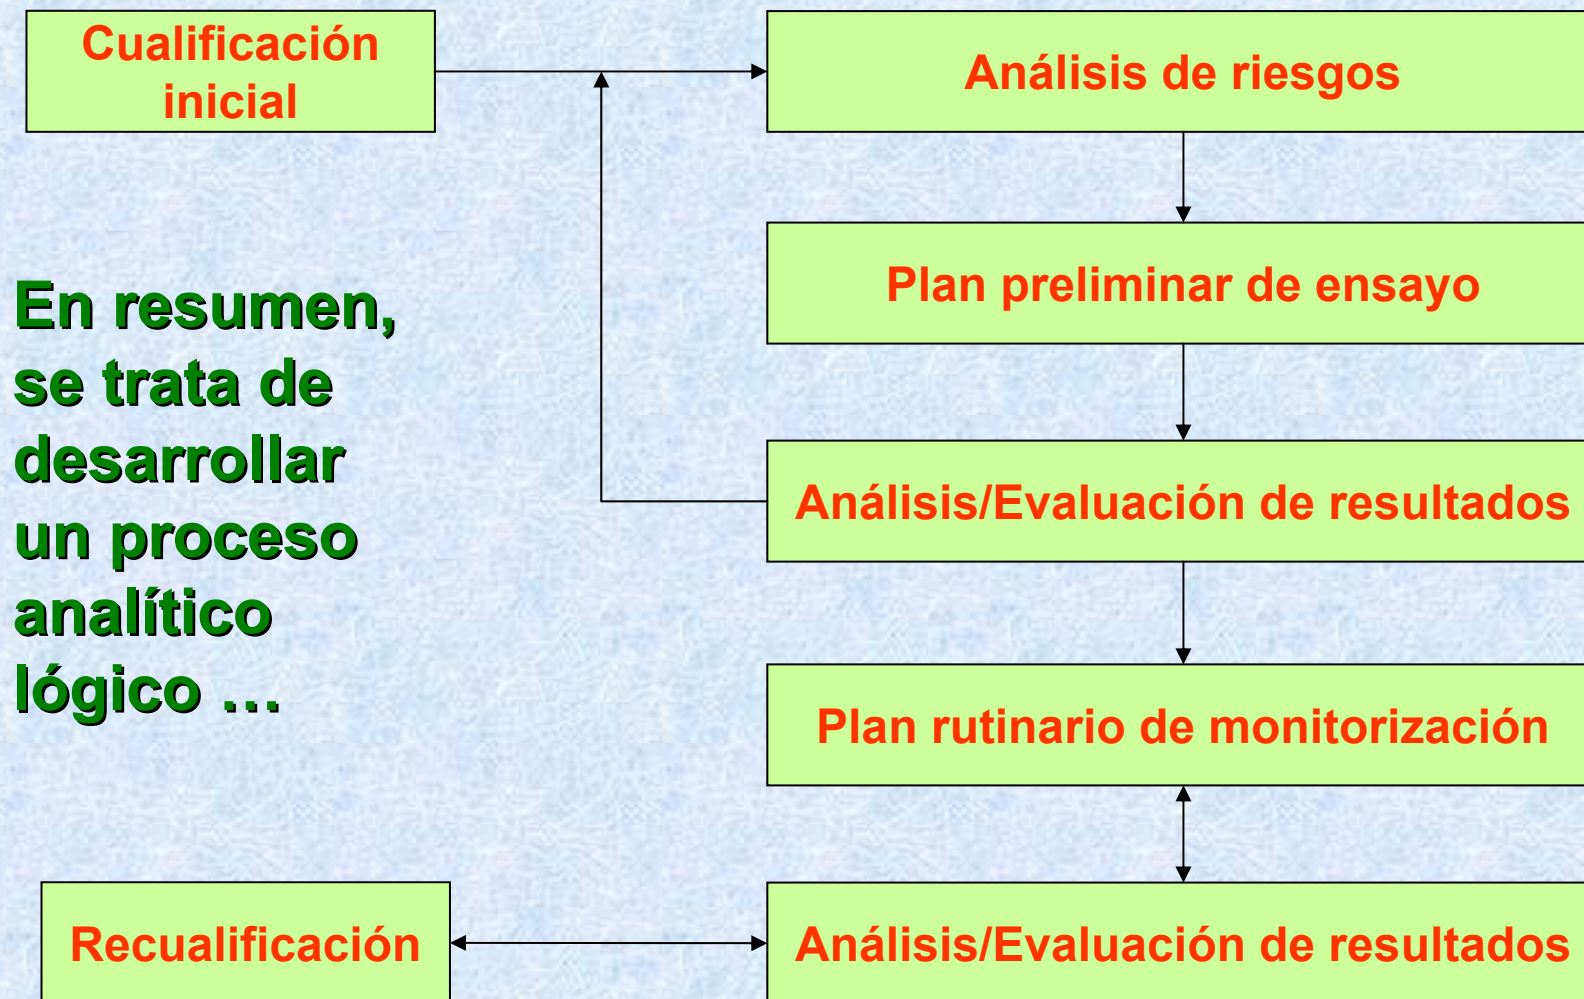 Cualificación
inicial
Análisis de riesgos
Plan preliminar de ensayo
En resumen,
se trata de
desarrollar
un proceso
analítico
lógico …
Análisis/Evaluación de resultados
Plan rutinario de monitorización
Recualificación
Análisis/Evaluación de resultados